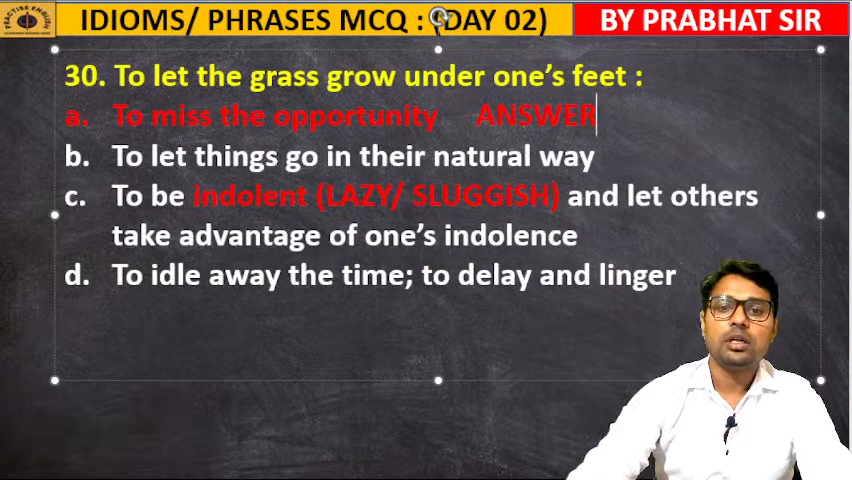 IDIOMS/ PHRASES MCQ : (DAY 02) BY PRABHAT SIR
30. To let the grass grow under one's feet :
a. To miss the opportunity ANSWER
b. To let things go in their natural way
c. To be indolent (LAZY/ SLUGGISH) and let others
take advantage of one's indolence
d. To idle away the time; to delay and linger